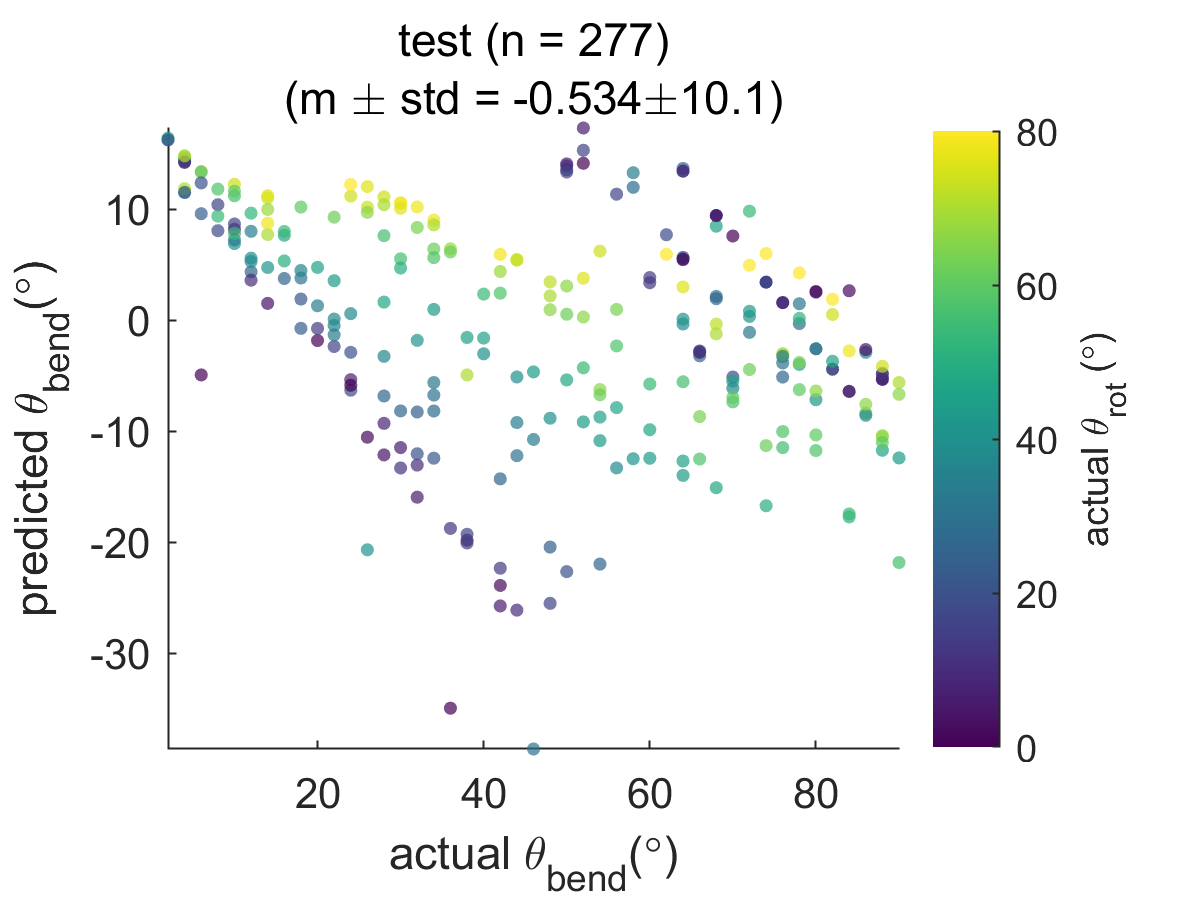 test (n = 277)
(m ± std = -0.534±10.1)
10
0
-10
-20
-30
predicted θbend(°)
20
40
60
80
actual θbend(°)
80
60
40
20
0
actual θrot (°)